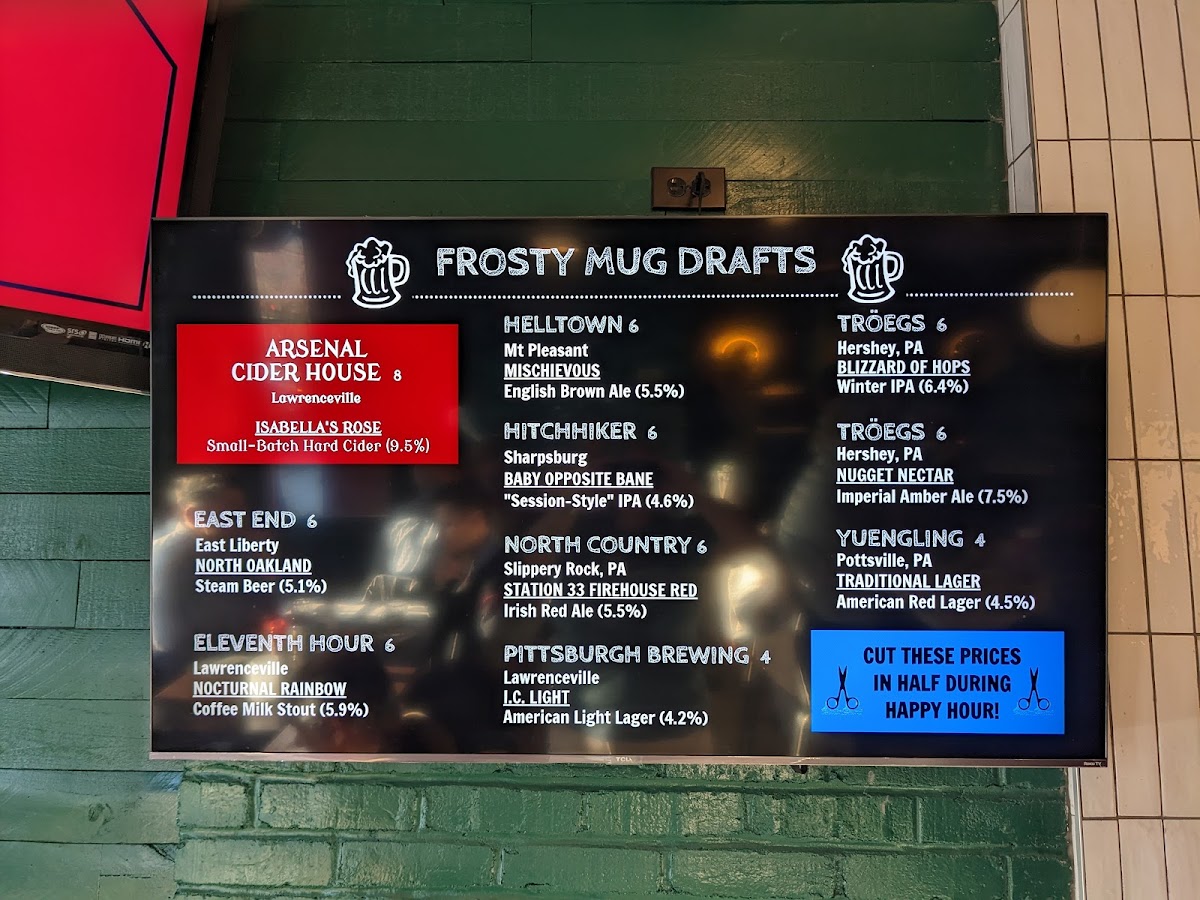 FROSTY MUG DRAFTS
ARSENAL
CIDER HOUSE 8
Lawrenceville
ISABELLA'S ROSE
Small-Batch Hard Cider (9.5%)
EAST END 6
East Liberty
NORTH OAKLAND
Steam Beer (5.1%)
ELEVENTH HOUR 6
Lawrenceville
NOCTURNAL RAINBOW
Coffee Milk Stout (5.9%)
HELLTOWN 6
Mt Pleasant
MISCHIEVOUS
English Brown Ale (5.5%)
HITCHHIKER 6
Sharpsburg
BABY OPPOSITE BANE
"Session-Style" IPA (4.6%)
NORTH COUNTRY 6
Slippery Rock, PA
STATION 33 FIREHOUSE RED
Irish Red Ale (5.5%)
PITTSBURGH BREWING 4
Lawrenceville
I.C. LIGHT
American Light Lager (4.2%)
TRÖEGS 6
Hershey, PA
BLIZZARD OF HOPS
Winter IPA (6.4%)
TRÖEGS 6
Hershey, PA
NUGGET NECTAR
Imperial Amber Ale (7.5%)
YUENGLING 4
Pottsville, PA
TRADITIONAL LAGER
American Red Lager (4.5%)
CUT THESE PRICES
IN HALF DURING
HAPPY HOUR!
TCL